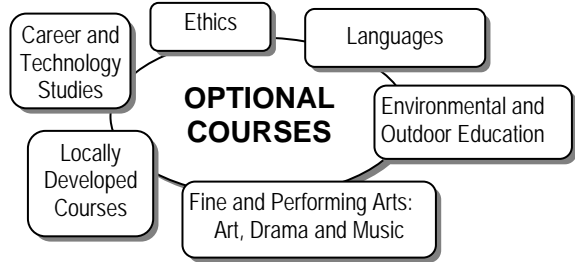 Career and
Technology
Studies
Ethics
Languages
OPTIONAL
COURSES
Environmental and
Outdoor Education
Locally
Developed
Courses
Fine and Performing Arts:
Art, Drama and Music